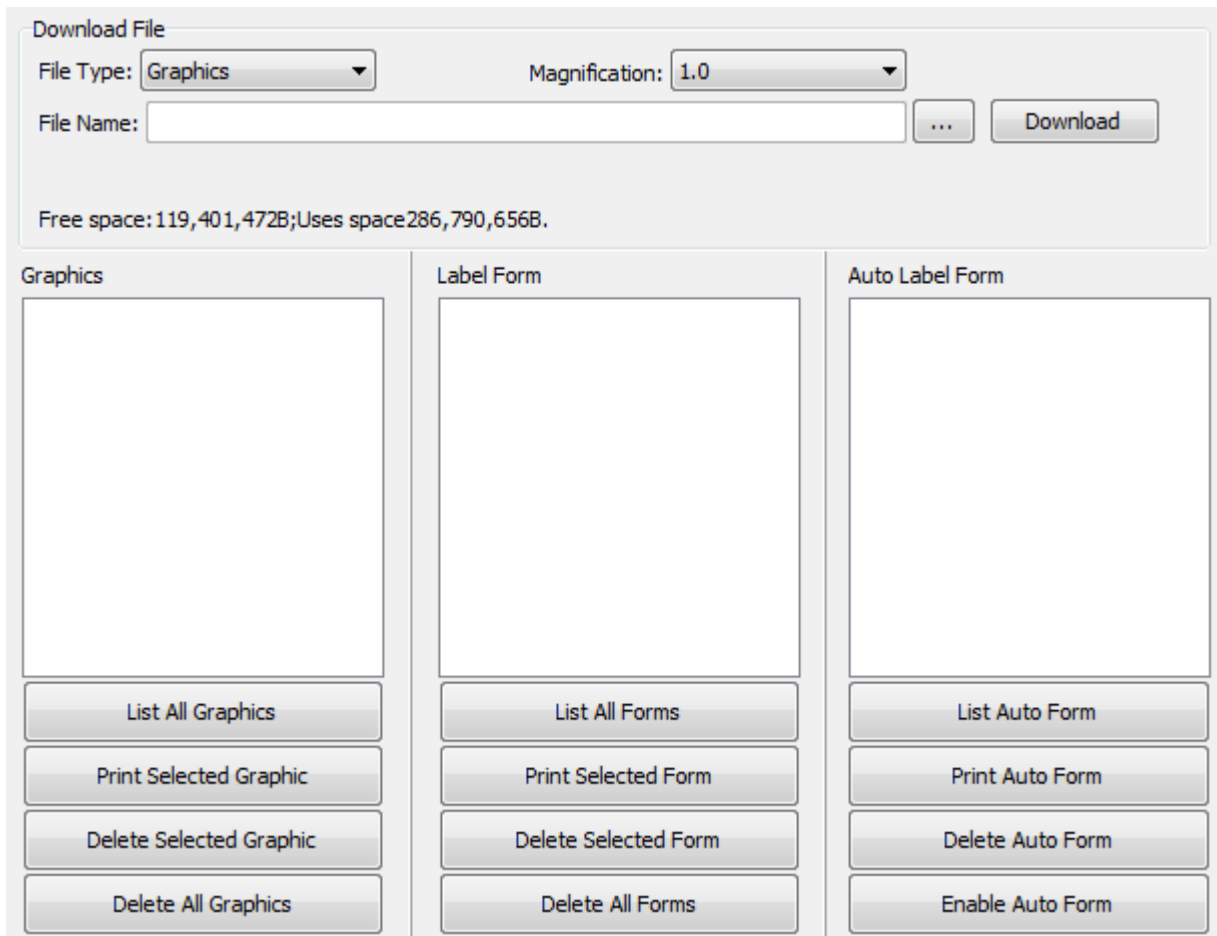 Download File
File Type: Graphics Magnification: 1.0
File Name: ... Download
Free space:119,401,472B;Uses space286,790,656B.
Graphics Label Form Auto Label Form
List All Graphics List All Forms List Auto Form
Print Selected Graphic Print Selected Form Print Auto Form
Delete Selected Graphic Delete Selected Form Delete Auto Form
Delete All Graphics Delete All Forms Enable Auto Form